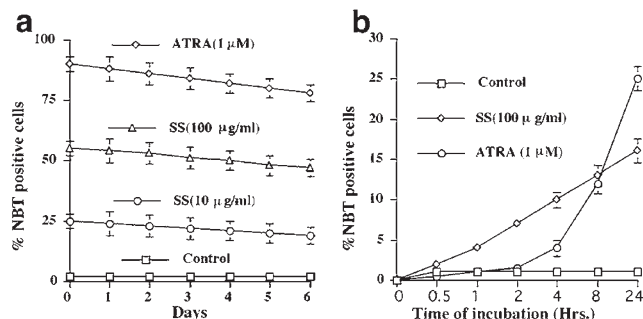 a
% NBT positive cells
100
75
50
25
0
ATRA(1 μM)
SS(100 μg/ml)
SS(10 μg/ml)
Control
0 1 2 3 4 5 6
Days
b
% NBT positive cells
30
25
20
15
10
5
0
Control
SS(100 μ g/ml)
ATRA (1 μM)
0 0.5 1 2 4 8 24
Time of incubation (Hrs.)